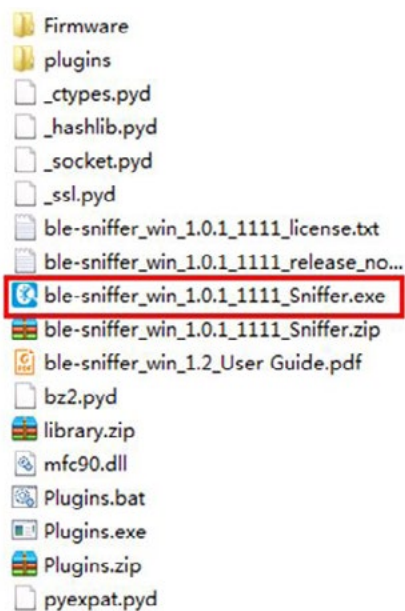 Firmware
plugins
_ctypes.pyd
_hashlib.pyd
_socket.pyd
_ssl.pyd
ble-sniffer_win_1.0.1_1111_license.txt
ble-sniffer_win_1.0.1_1111_release_no...
ble-sniffer_win_1.0.1_1111_Sniffer.exe
ble-sniffer_win_1.0.1_1111_Sniffer.zip
ble-sniffer_win_1.2_User Guide.pdf
bz2.pyd
library.zip
mfc90.dll
Plugins.bat
Plugins.exe
Plugins.zip
pyexpat.pyd